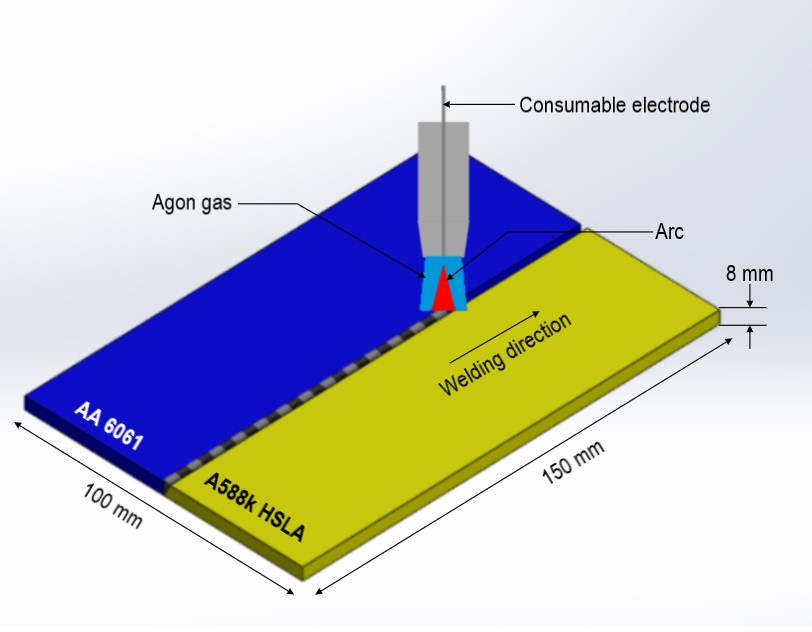 Consumable electrode
Agon gas
Arc
8 mm
Welding direction
AA 6061
A588k HSLA
150 mm
100 mm